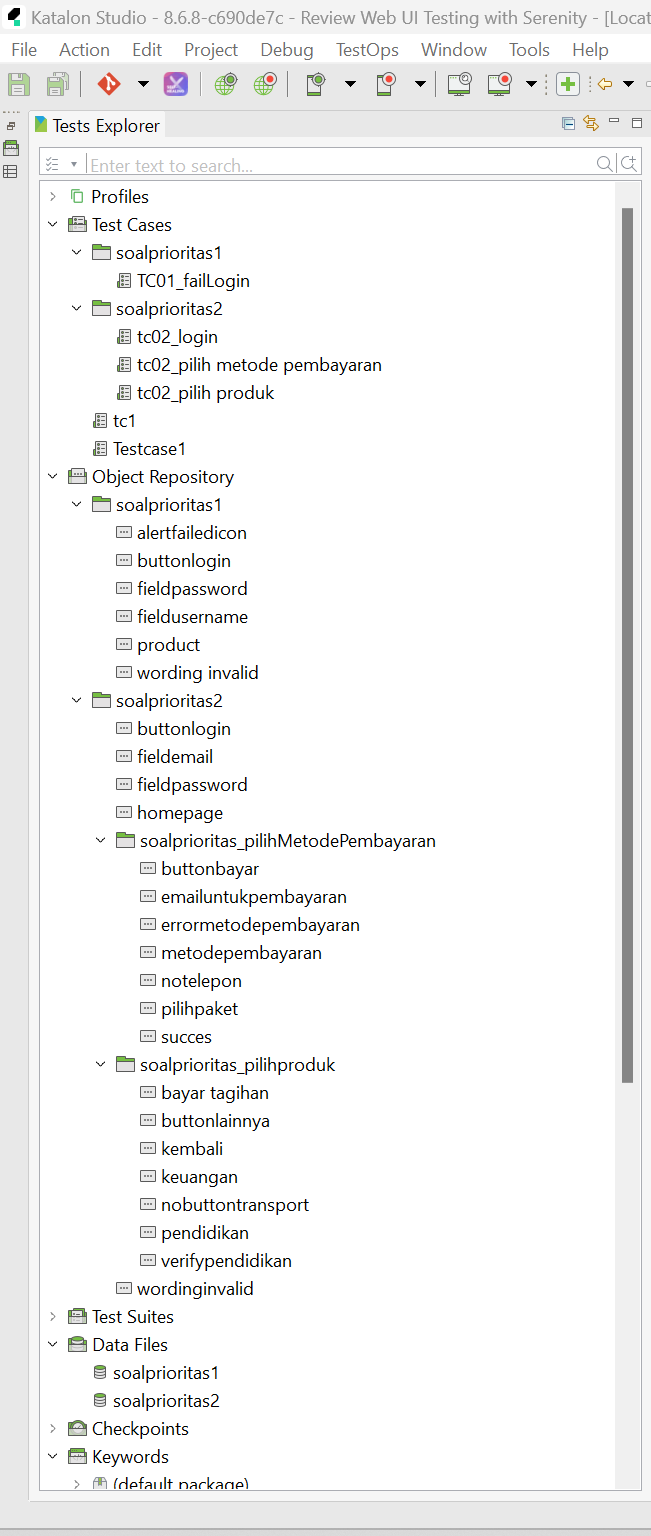 Katalon Studio - 8.6.8-c690de7c - Review Web UI Testing with Serenity - [Locat
File Action Edit Project Debug TestOps Window Tools Help
Tests Explorer
Enter text to search...
Profiles
Test Cases
soalprioritas1
TC01_failLogin
soalprioritas2
tc02_login
tc02_pilih metode pembayaran
tc02_pilih produk
tc1
Testcase1
Object Repository
soalprioritas1
alertfailedicon
buttonlogin
fieldpassword
fieldusername
product
wording invalid
soalprioritas2
buttonlogin
fieldemail
fieldpassword
homepage
soalprioritas_pilihMetodePembayaran
buttonbayar
emailuntukpembayaran
errormetodepembayaran
metodepembayaran
notelepon
pilihpaket
succes
soalprioritas_pilihproduk
bayar tagihan
buttonlainnya
kembali
keuangan
nobuttontransport
pendidikan
verifypendidikan
wordinginvalid
Test Suites
Data Files
soalprioritas1
soalprioritas2
Checkpoints
Keywords
(default package)